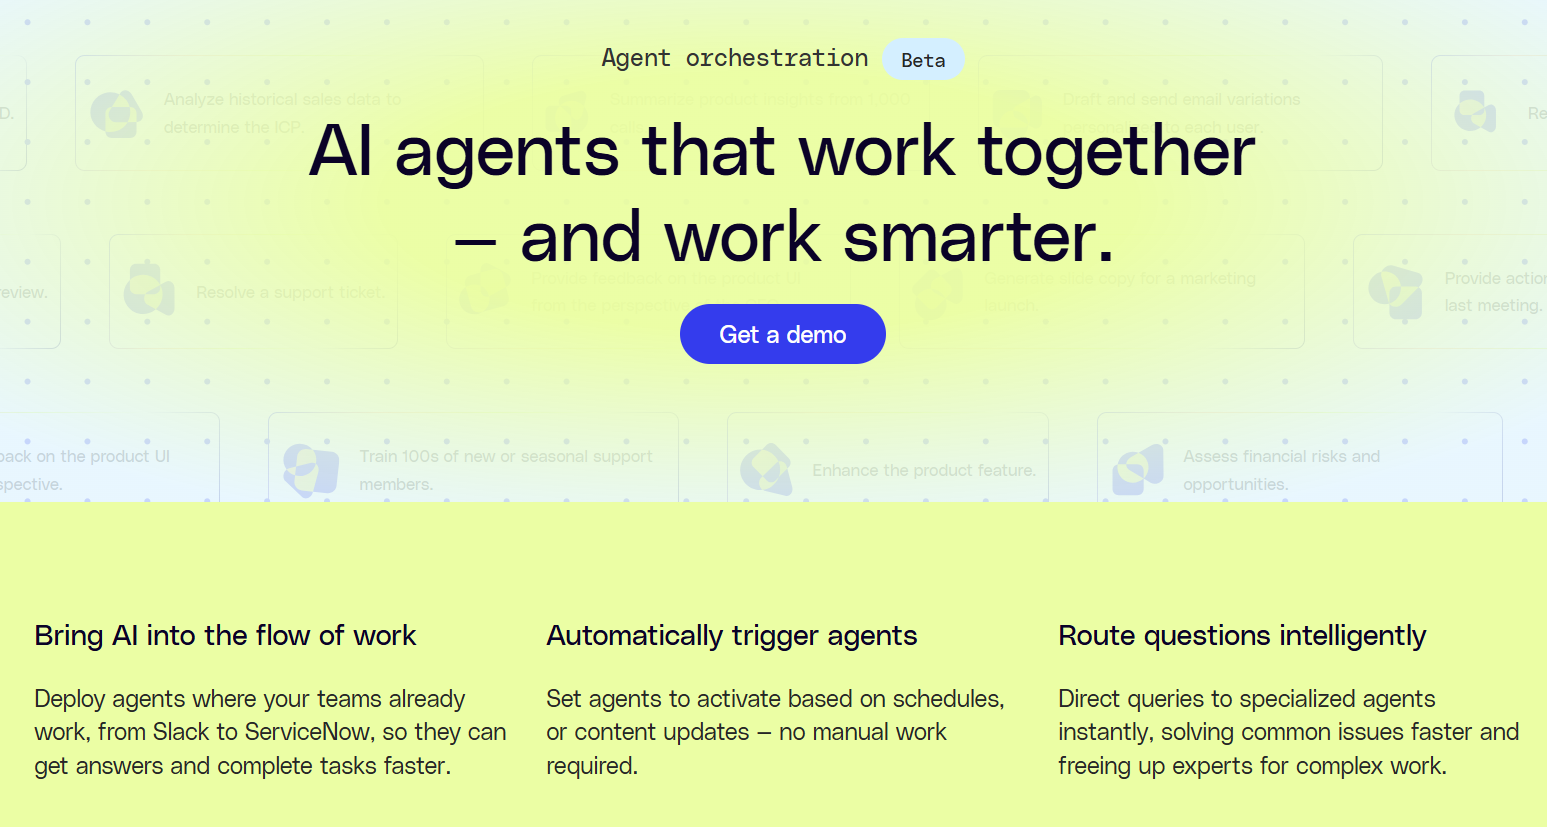 Agent orchestration Beta
D.
Analyze historical sales data to
determine the ICP.
Summarize product insights from 1,000
Draft and send email variations
personalized to each user.
AI agents that work together
– and work smarter.
eview.
Resolve a support ticket.
Provide feedback on the product UI
from the perspective
Generate slide copy for a marketing
launch.
Provide action
last meeting.
Get a demo
back on the product UI
spective.
Train 100s of new or seasonal support
members.
Enhance the product feature.
Assess financial risks and
opportunities.
Bring AI into the flow of work
Deploy agents where your teams already
work, from Slack to ServiceNow, so they can
get answers and complete tasks faster.
Automatically trigger agents
Set agents to activate based on schedules,
or content updates – no manual work
required.
Route questions intelligently
Direct queries to specialized agents
instantly, solving common issues faster and
freeing up experts for complex work.